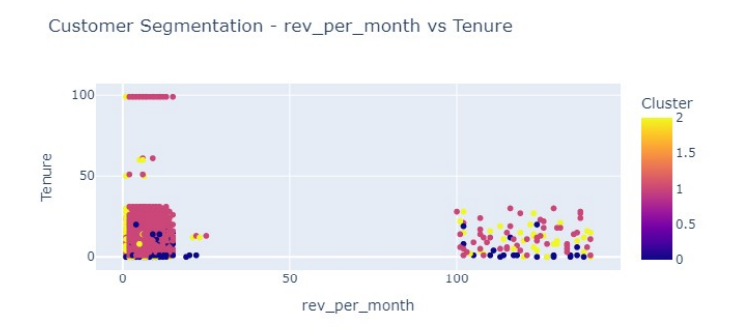 Customer Segmentation - rev_per_month vs Tenure
Cluster
100
50
0
Tenure
0
50
100
rev_per_month
2
1.5
1
0.5
0